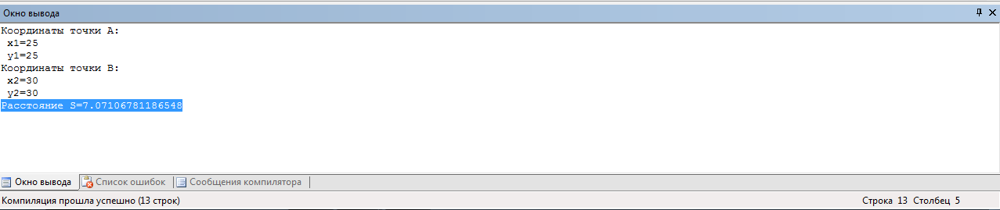 Окно вывода
Координаты точки A:
x1=25
y1=25
Координаты точки B:
x2=30
y2=30
Расстояние S=7.07106781186548
Окно вывода Список ошибок Сообщения компилятора
Компиляция прошла успешно (13 строк) Строка 13 Столбец 5